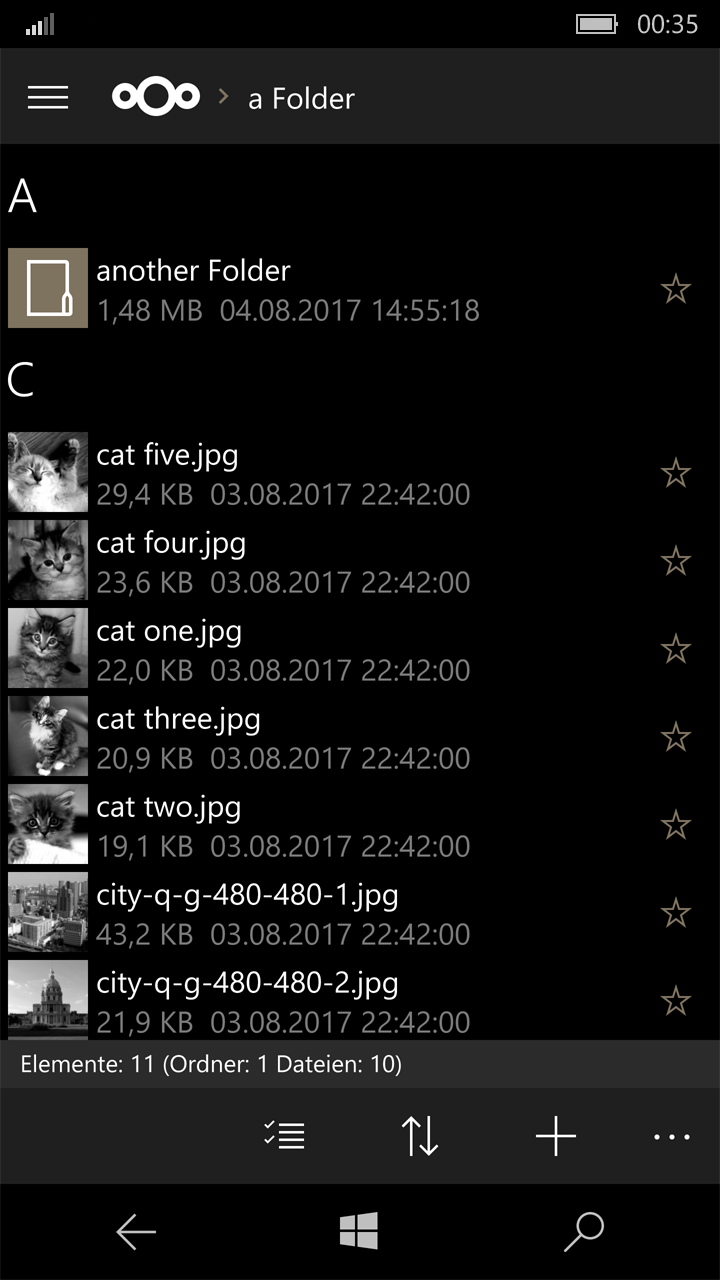 00:35
a Folder
A
another Folder
1,48 MB 04.08.2017 14:55:18
C
cat five.jpg
29,4 KB 03.08.2017 22:42:00
cat four.jpg
23,6 KB 03.08.2017 22:42:00
cat one.jpg
22,0 KB 03.08.2017 22:42:00
cat three.jpg
20,9 KB 03.08.2017 22:42:00
cat two.jpg
19,1 KB 03.08.2017 22:42:00
city-q-g-480-480-1.jpg
43,2 KB 03.08.2017 22:42:00
city-q-g-480-480-2.jpg
21,9 KB 03.08.2017 22:42:00
Elemente: 11 (Ordner: 1 Dateien: 10)